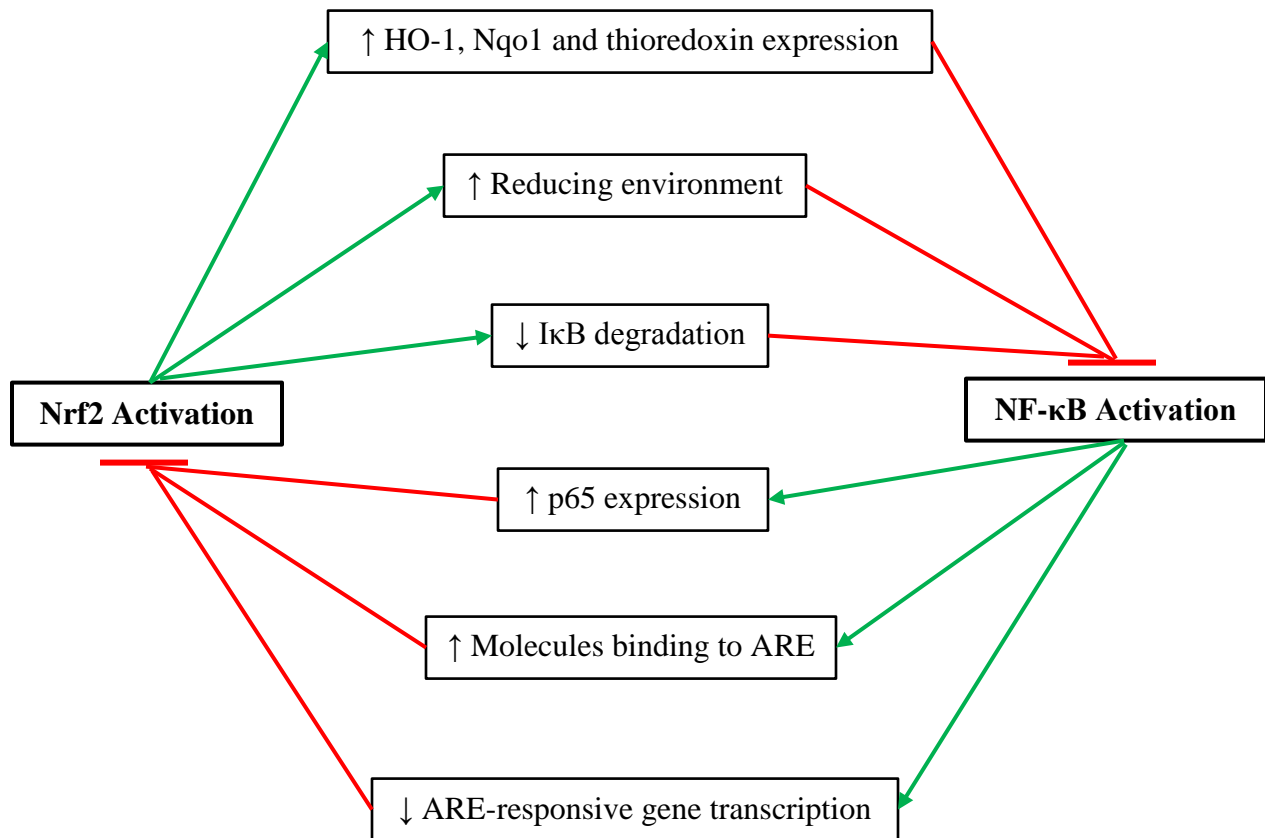 ↑ HO-1, Nqo1 and thioredoxin expression
↑ Reducing environment
↓ IκB degradation
Nrf2 Activation
NF-κB Activation
↑ p65 expression
↑ Molecules binding to ARE
↓ ARE-responsive gene transcription